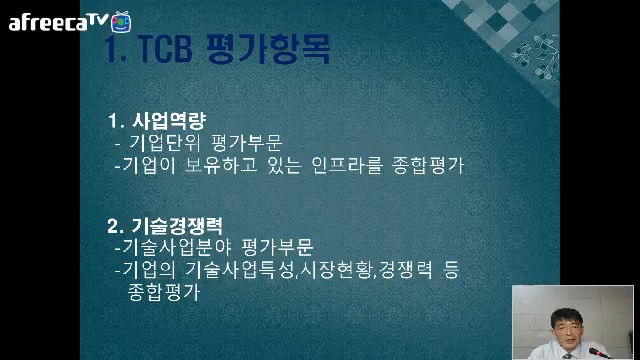 afreecaTV
1. TCB 평가항목
1. 사업역량
- 기업단위 평가부문
-기업이 보유하고 있는 인프라를 종합평가
2. 기술경쟁력
-기술사업분야 평가부문
-기업의 기술사업특성,시장현황,경쟁력 등
종합평가